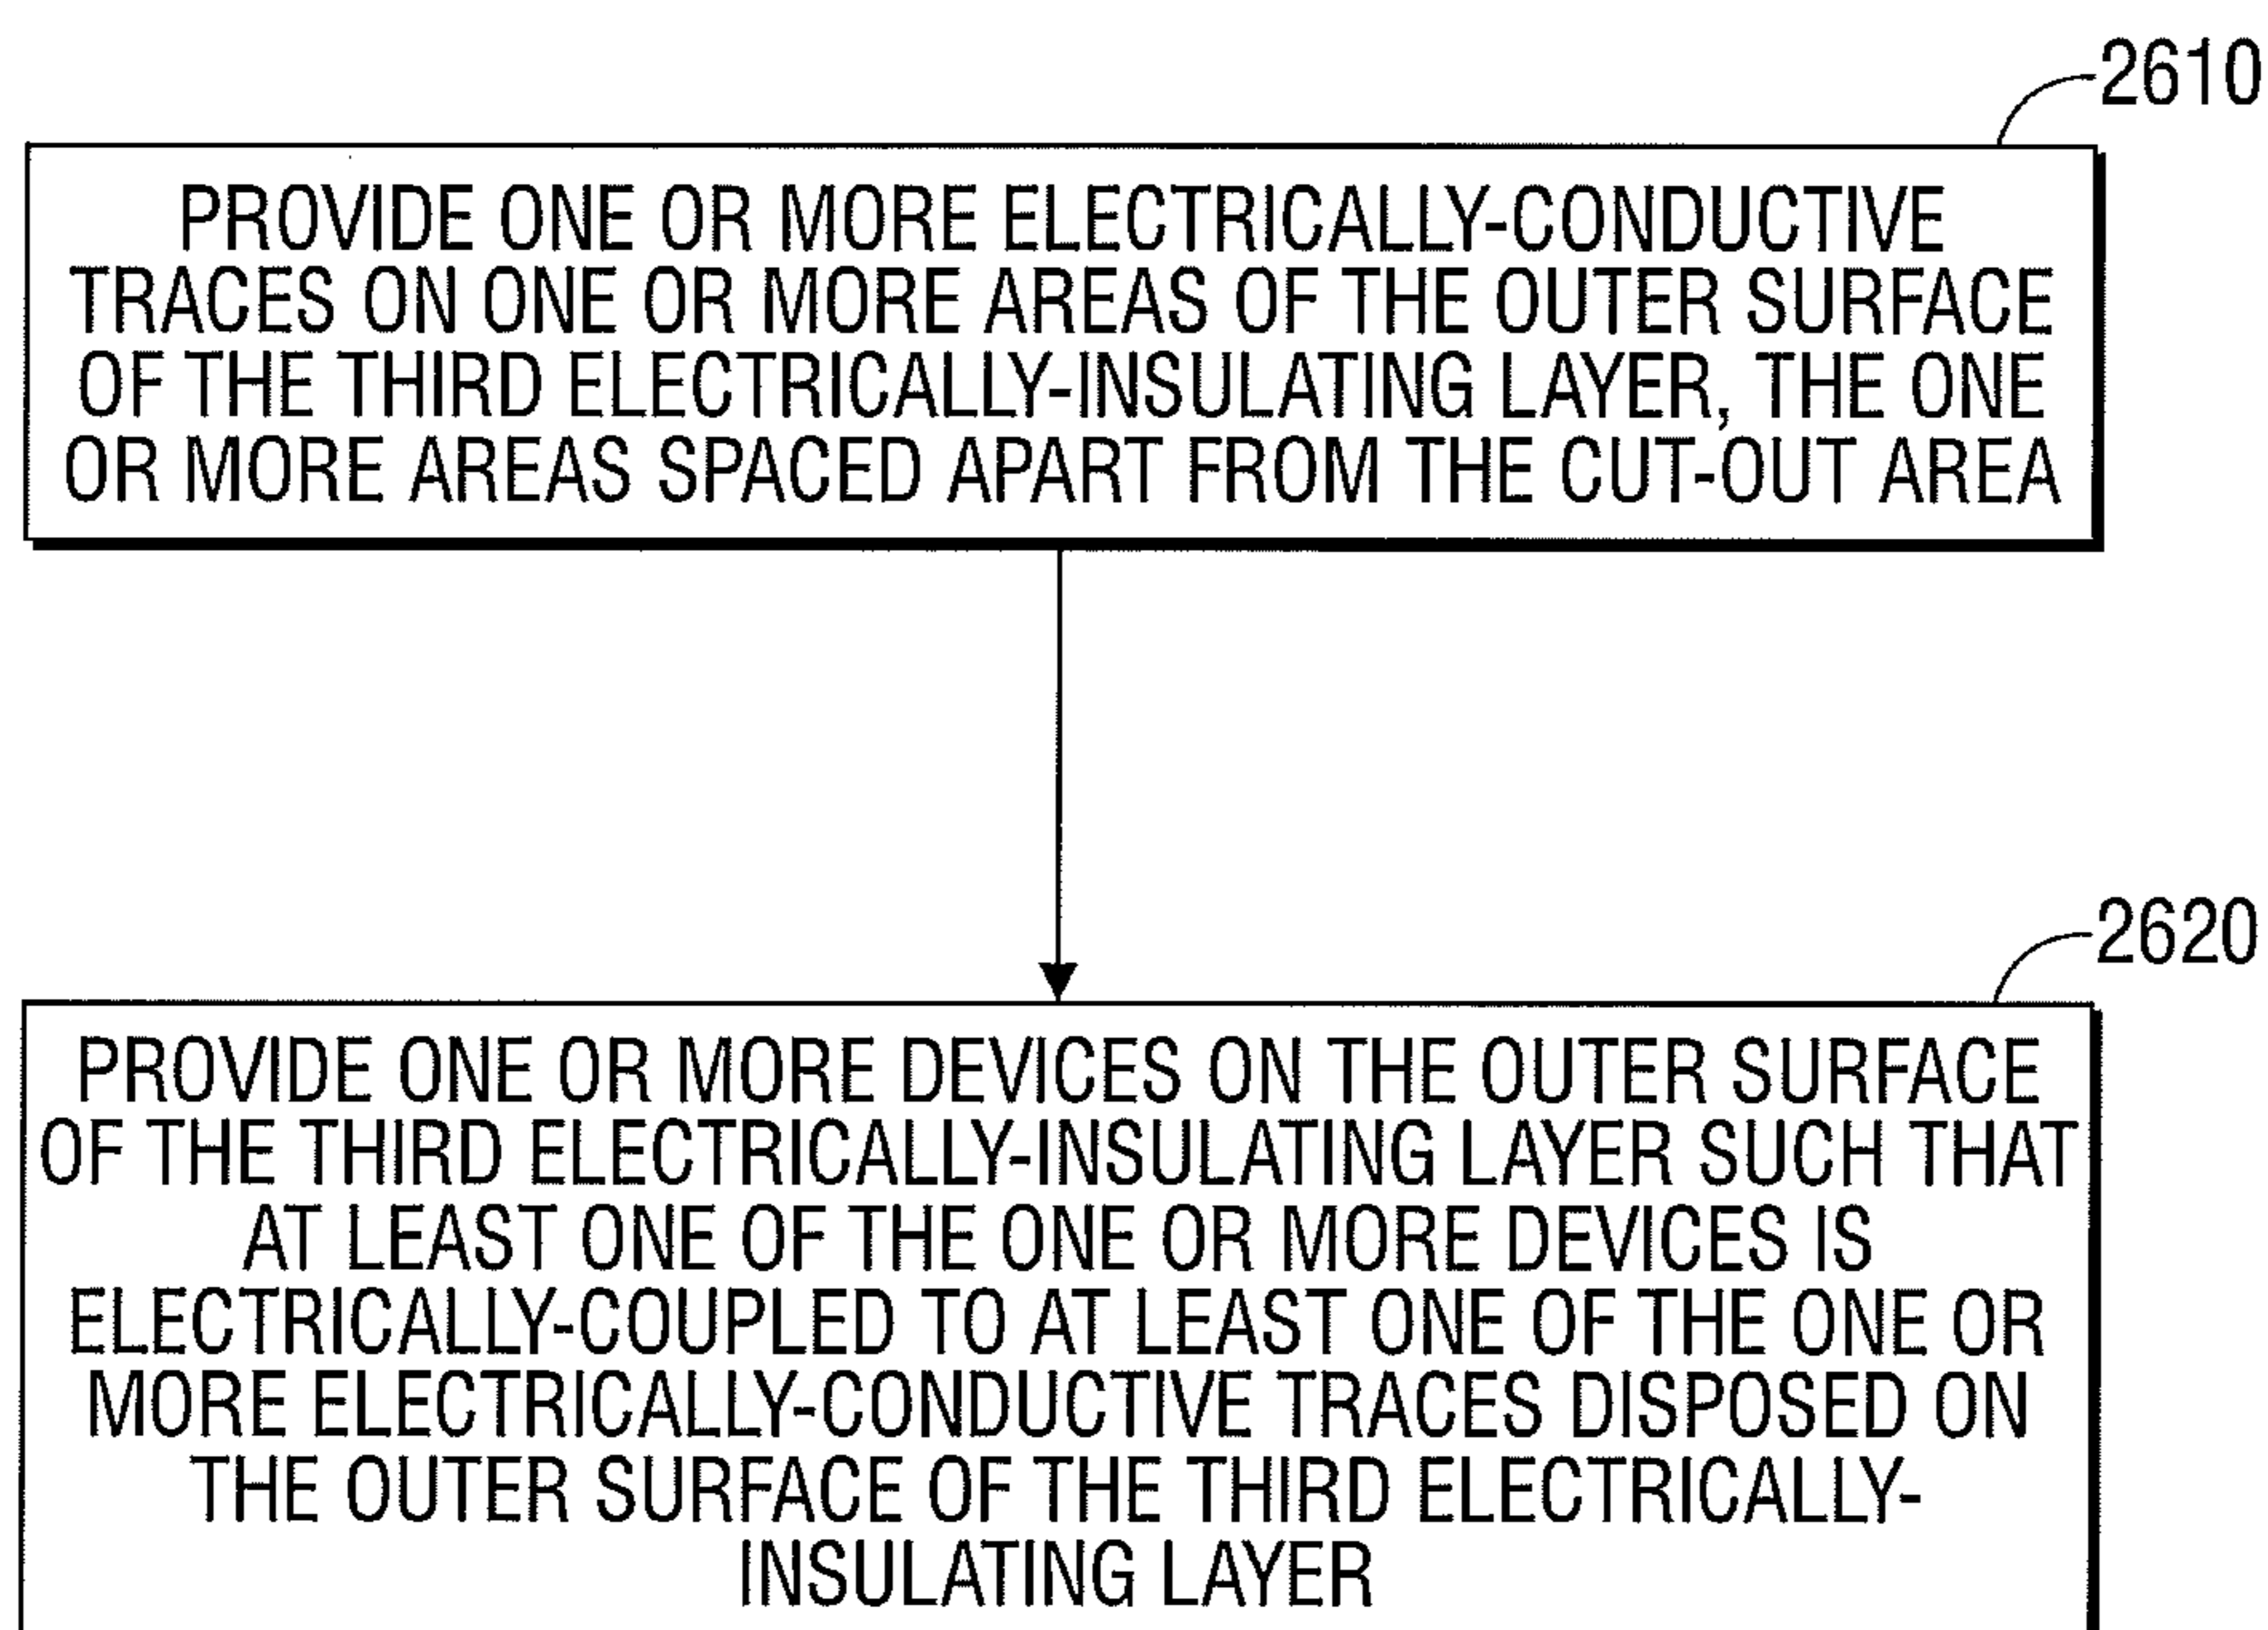 2610
PROVIDE ONE OR MORE ELECTRICALLY-CONDUCTIVE
TRACES ON ONE OR MORE AREAS OF THE OUTER SURFACE
OF THE THIRD ELECTRICALLY-INSULATING LAYER, THE ONE
OR MORE AREAS SPACED APART FROM THE CUT-OUT AREA
2620
PROVIDE ONE OR MORE DEVICES ON THE OUTER SURFACE
OF THE THIRD ELECTRICALLY-INSULATING LAYER SUCH THAT
AT LEAST ONE OF THE ONE OR MORE DEVICES IS
ELECTRICALLY-COUPLED TO AT LEAST ONE OF THE ONE OR
MORE ELECTRICALLY-CONDUCTIVE TRACES DISPOSED ON
THE OUTER SURFACE OF THE THIRD ELECTRICALLY-
INSULATING LAYER